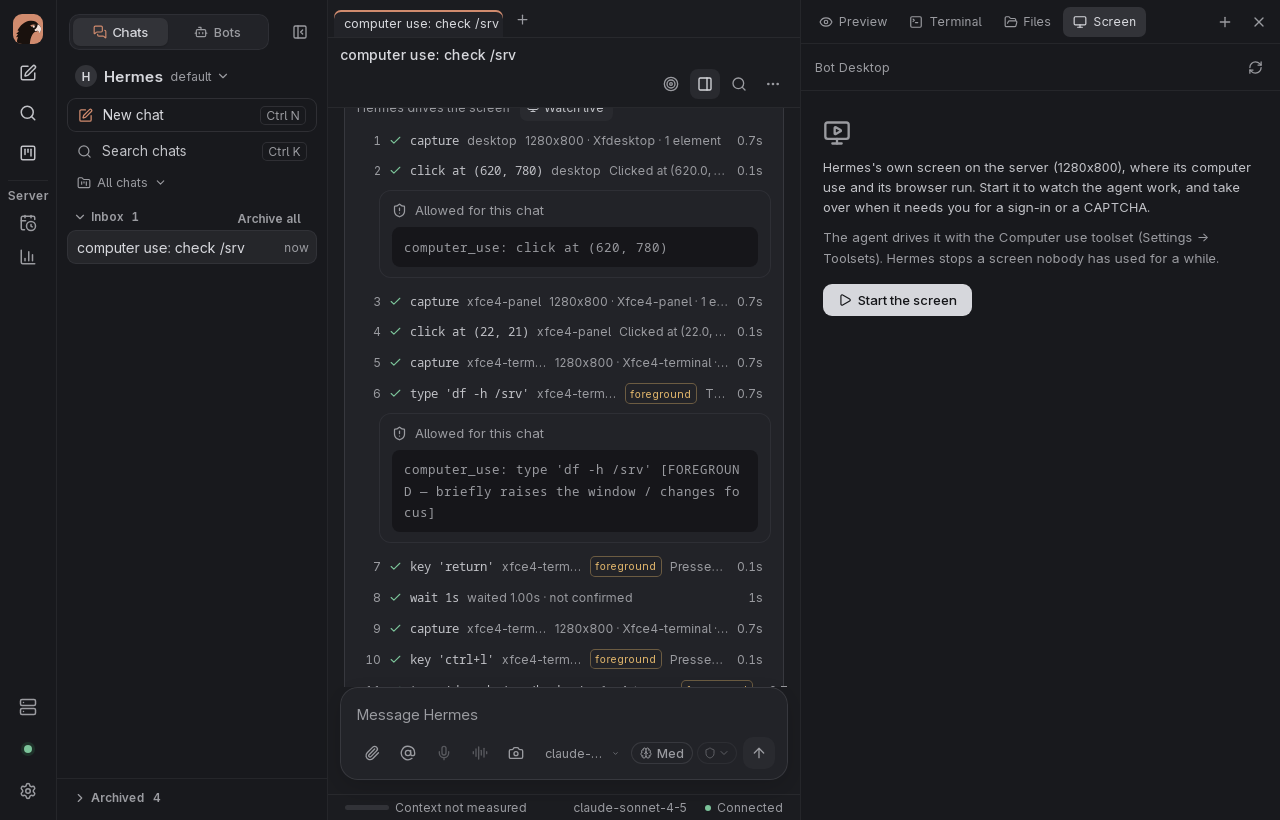 Chats
Bots
H Hermes default
New chat Ctrl N
Search chats Ctrl K
All chats
Server
Inbox 1 Archive all
computer use: check /srv now
Archived 4
computer use: check /srv
computer use: check /srv
Hermes drives the screen Watch live
1 capture desktop 1280x800 · Xfdesktop · 1 element 0.7s
2 click at (620, 780) desktop Clicked at (620.0, … 0.1s
Allowed for this chat
computer_use: click at (620, 780)
3 capture xfce4-panel 1280x800 · Xfce4-panel · 1 e… 0.7s
4 click at (22, 21) xfce4-panel Clicked at (22.0, … 0.1s
5 capture xfce4-term… 1280x800 · Xfce4-terminal ·… 0.7s
6 type 'df -h /srv' xfce4-term… foreground T… 0.7s
Allowed for this chat
computer_use: type 'df -h /srv' [FOREGROUN
D — briefly raises the window / changes fo
cus]
7 key 'return' xfce4-term… foreground Presse… 0.1s
8 wait 1s waited 1.00s · not confirmed 1s
9 capture xfce4-term… 1280x800 · Xfce4-terminal ·… 0.7s
10 key 'ctrl+l' xfce4-term… foreground Presse… 0.1s
Message Hermes
claude-… Med
Context not measured claude-sonnet-4-5 Connected
Preview Terminal Files Screen
Bot Desktop
Hermes's own screen on the server (1280x800), where its computer
use and its browser run. Start it to watch the agent work, and take
over when it needs you for a sign-in or a CAPTCHA.
The agent drives it with the Computer use toolset (Settings →
Toolsets). Hermes stops a screen nobody has used for a while.
Start the screen